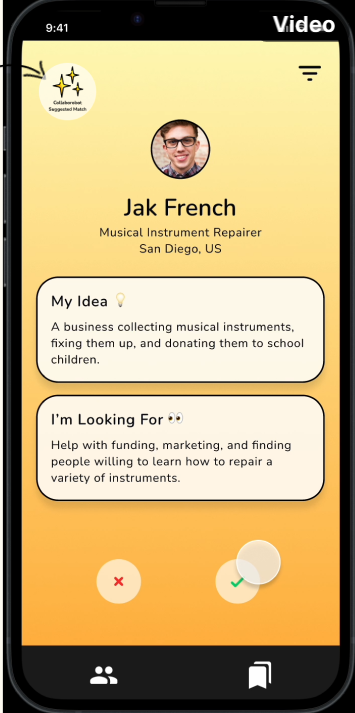 9:41
Video
Collaborobot
Suggested Match
Jak French
Musical Instrument Repairer
San Diego, US
My Idea 💡
A business collecting musical instruments,
fixing them up, and donating them to school
children.
I'm Looking For 👀
Help with funding, marketing, and finding
people willing to learn how to repair a
variety of instruments.